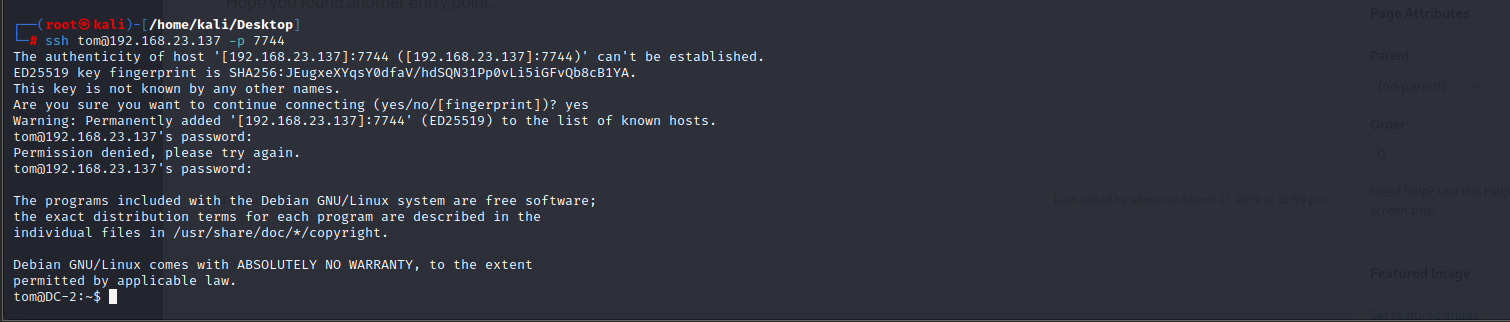 Hope you found another entry point.
┌──(root㉿kali)-[/home/kali/Desktop]
└─# ssh tom@192.168.23.137 -p 7744
The authenticity of host '[192.168.23.137]:7744 ([192.168.23.137]:7744)' can't be established.
ED25519 key fingerprint is SHA256:JEugxeXYqsY0dfaV/hdSQN31Pp0vLi5iGFvQb8cB1YA.
This key is not known by any other names.
Are you sure you want to continue connecting (yes/no/[fingerprint])? yes
Warning: Permanently added '[192.168.23.137]:7744' (ED25519) to the list of known hosts.
tom@192.168.23.137's password:
Permission denied, please try again.
tom@192.168.23.137's password:
The programs included with the Debian GNU/Linux system are free software;
the exact distribution terms for each program are described in the
individual files in /usr/share/doc/*/copyright.
Debian GNU/Linux comes with ABSOLUTELY NO WARRANTY, to the extent
permitted by applicable law.
tom@DC-2:~$
Page Attributes
Parent
(no parent)
Order
0
Need help? Use the Help
screen title.
Last edited by admin on March 21, 2019 at 10:59 pm
Featured Image
Set featured image